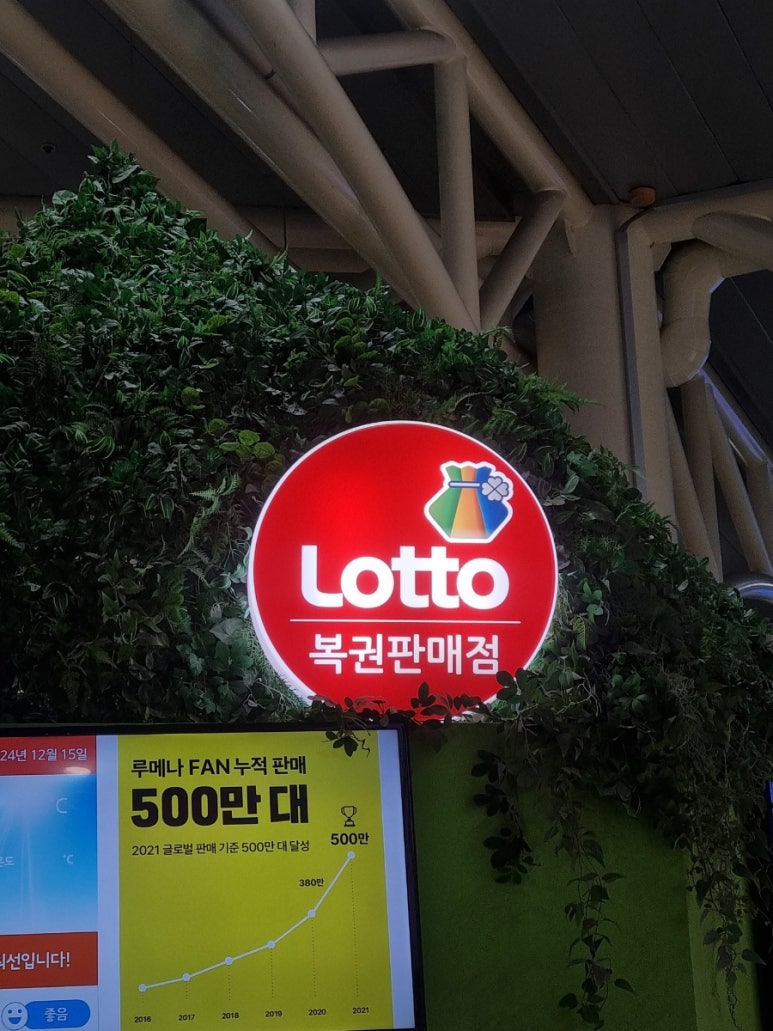 Lotto
복권판매점
24년 12월 15일
℃
℃
루메나 FAN 누적 판매
500만 대
2021 글로벌 판매 기준 500만 대 달성
500만
380만
2016 2017 2018 2019 2020 2021
좋음